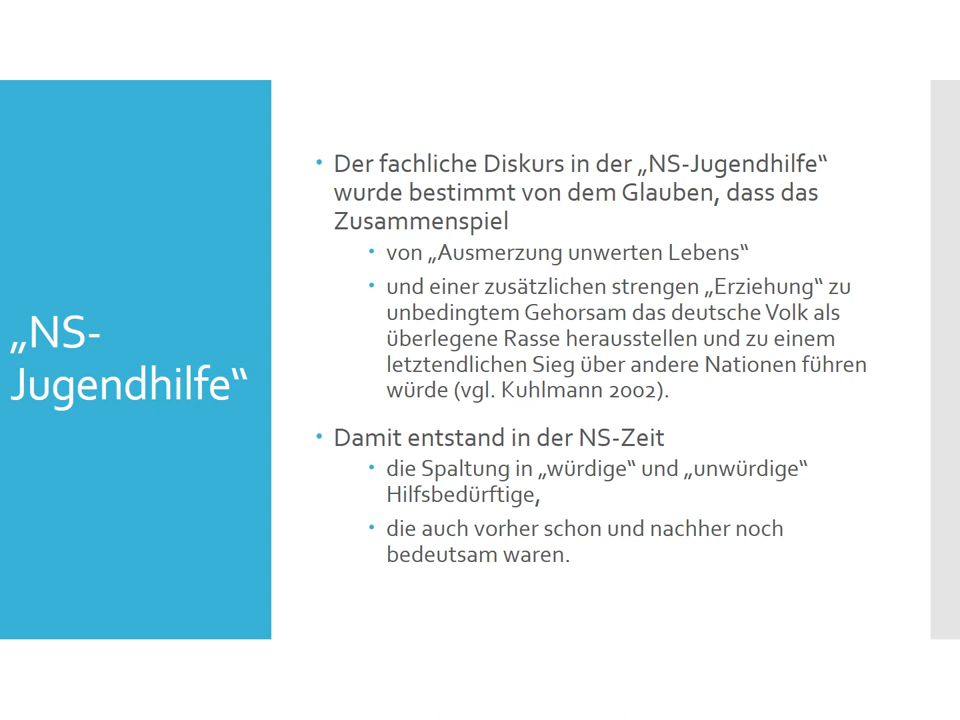 „NS-
Jugendhilfe“
• Der fachliche Diskurs in der „NS-Jugendhilfe“
wurde bestimmt von dem Glauben, dass das
Zusammenspiel
• von „Ausmerzung unwerten Lebens“
• und einer zusätzlichen strengen „Erziehung“ zu
unbedingtem Gehorsam das deutsche Volk als
überlegene Rasse herausstellen und zu einem
letztendlichen Sieg über andere Nationen führen
würde (vgl. Kuhlmann 2002).
• Damit entstand in der NS-Zeit
• die Spaltung in „würdige“ und „unwürdige“
Hilfsbedürftige,
• die auch vorher schon und nachher noch
bedeutsam waren.